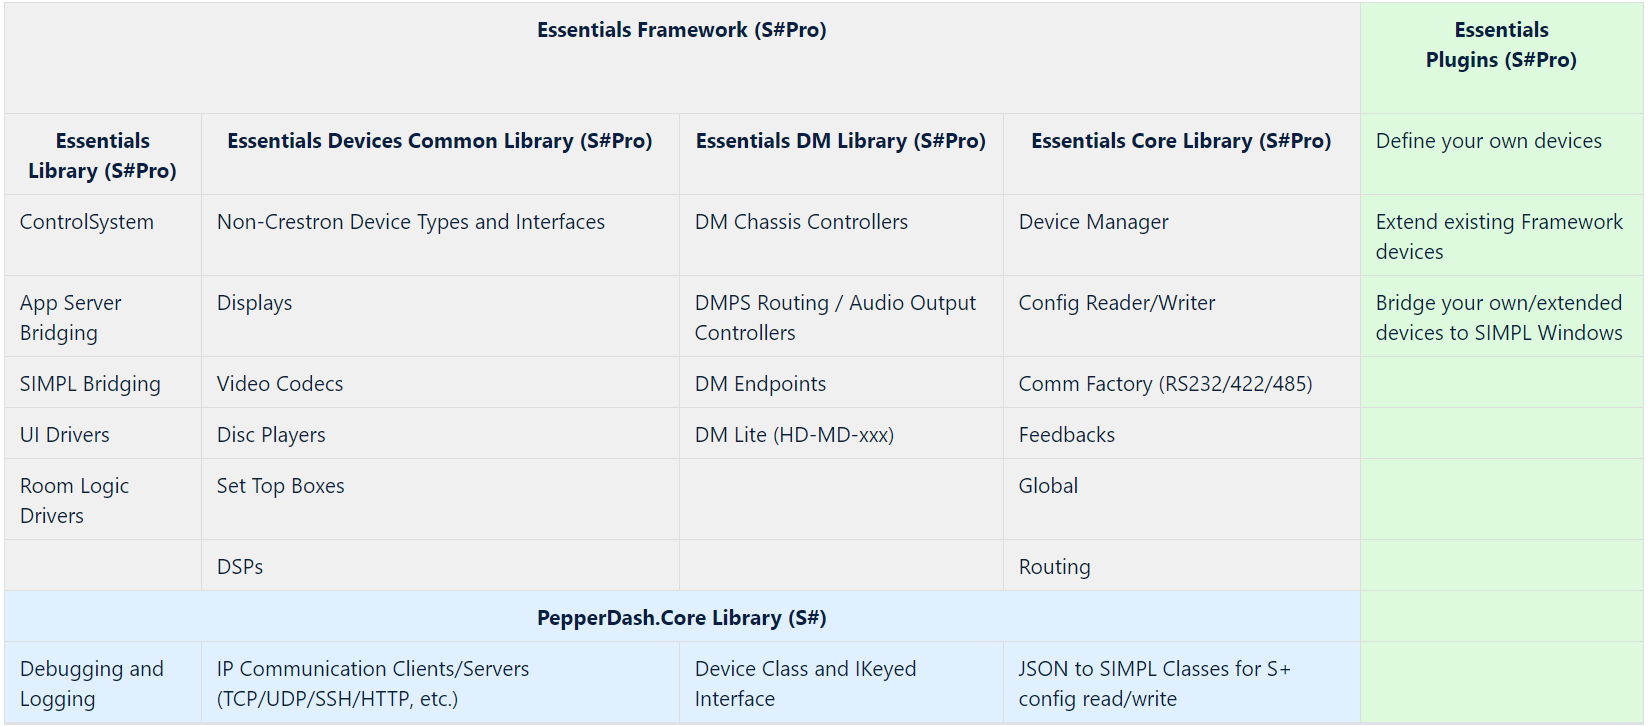 Essentials Framework (S#Pro)
Essentials
Plugins (S#Pro)
Essentials
Library (S#Pro)
Essentials Devices Common Library (S#Pro)
Essentials DM Library (S#Pro)
Essentials Core Library (S#Pro)
Define your own devices
ControlSystem
Non-Crestron Device Types and Interfaces
DM Chassis Controllers
Device Manager
Extend existing Framework
devices
App Server
Bridging
Displays
DMPS Routing / Audio Output
Controllers
Config Reader/Writer
Bridge your own/extended
devices to SIMPL Windows
SIMPL Bridging
Video Codecs
DM Endpoints
Comm Factory (RS232/422/485)
UI Drivers
Disc Players
DM Lite (HD-MD-xxx)
Feedbacks
Room Logic
Drivers
Set Top Boxes
Global
DSPs
Routing
PepperDash.Core Library (S#)
Debugging and
Logging
IP Communication Clients/Servers
(TCP/UDP/SSH/HTTP, etc.)
Device Class and IKeyed
Interface
JSON to SIMPL Classes for S+
config read/write